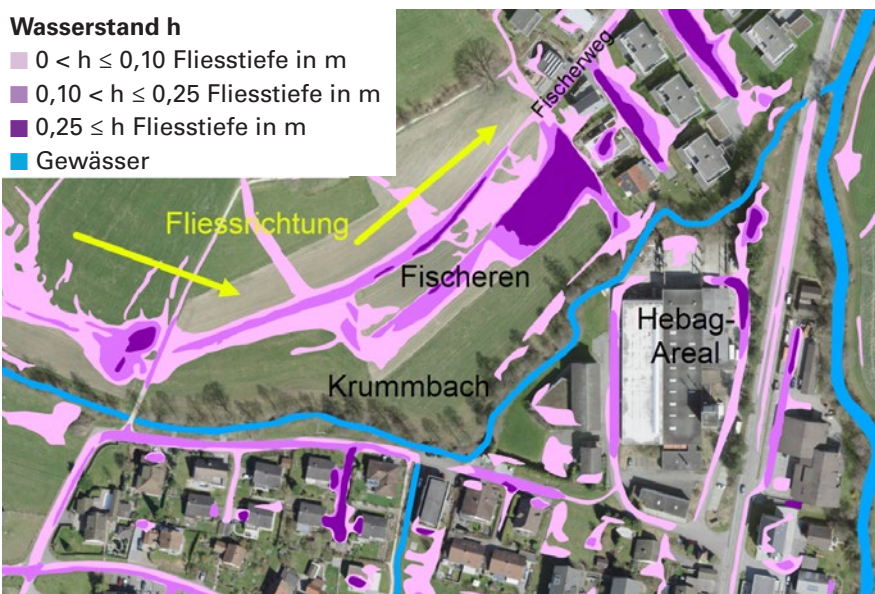 Wasserstand h
0 < h ≤ 0,10 Fliesstiefe in m
0,10 < h ≤ 0,25 Fliesstiefe in m
0,25 ≤ h Fliesstiefe in m
Gewässer
Fischerweg
Fliessrichtung
Fischeren
Hebag-
Areal
Krummbach